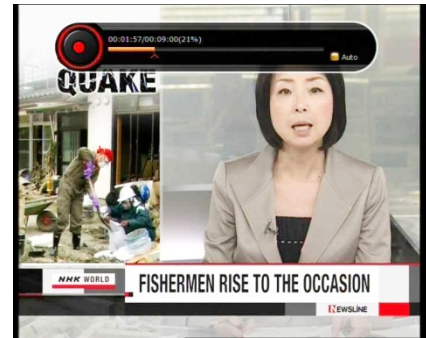 00:01:57/00:09:00(21%)
Auto
QUAKE
NHK WORLD
FISHERMEN RISE TO THE OCCASION
NEWSLINE